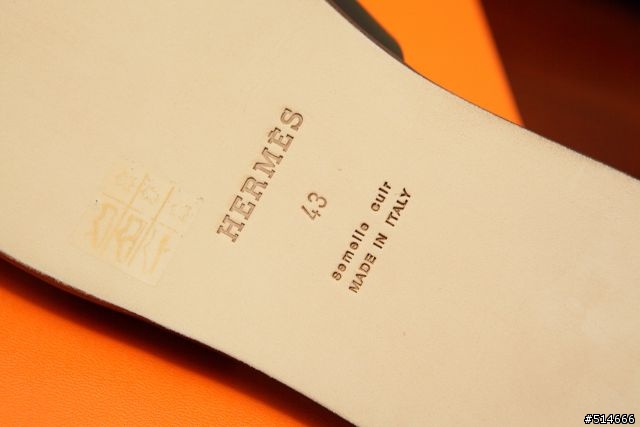 HERMÈS
43
Semelle cuir
MADE IN ITALY
#514666